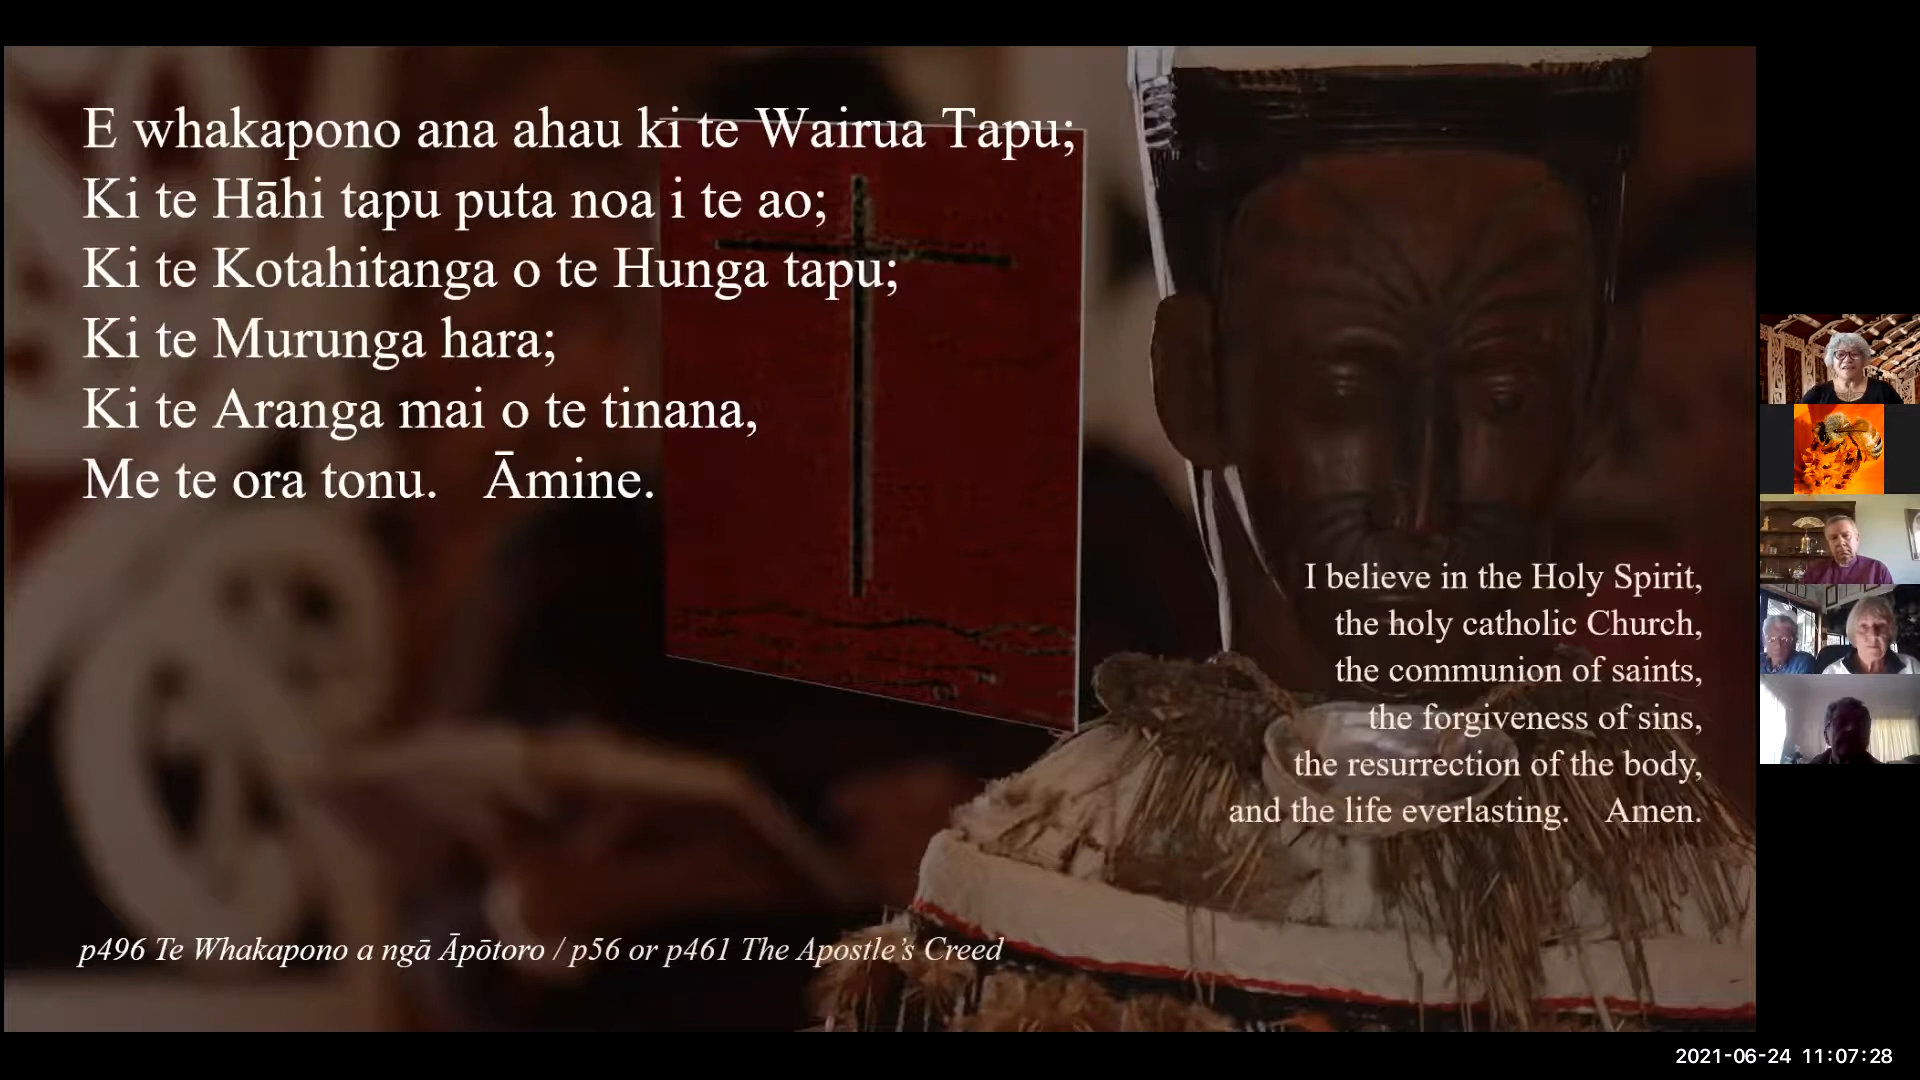 E whakapono ana ahau ki te Wairua Tapu;
Ki te Hāhi tapu puta noa i te ao;
Ki te Kotahitanga o te Hunga tapu;
Ki te Murunga hara;
Ki te Aranga mai o te tinana,
Me te ora tonu. Āmine.
I believe in the Holy Spirit,
the holy catholic Church,
the communion of saints,
the forgiveness of sins,
the resurrection of the body,
and the life everlasting. Amen.
p496 Te Whakapono a ngā Āpōtoro / p56 or p461 The Apostle’s Creed
2021-06-24 11:07:28